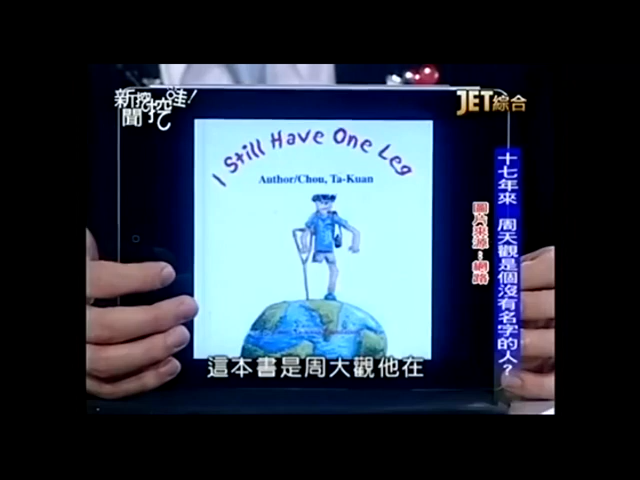 新聞挖挖哇!
JET綜合
I Still Have One Leg
Author/Chou, Ta-Kuan
十七年來 周天觀是個沒有名字的人?
圖片來源:網路
這本書是周大觀他在